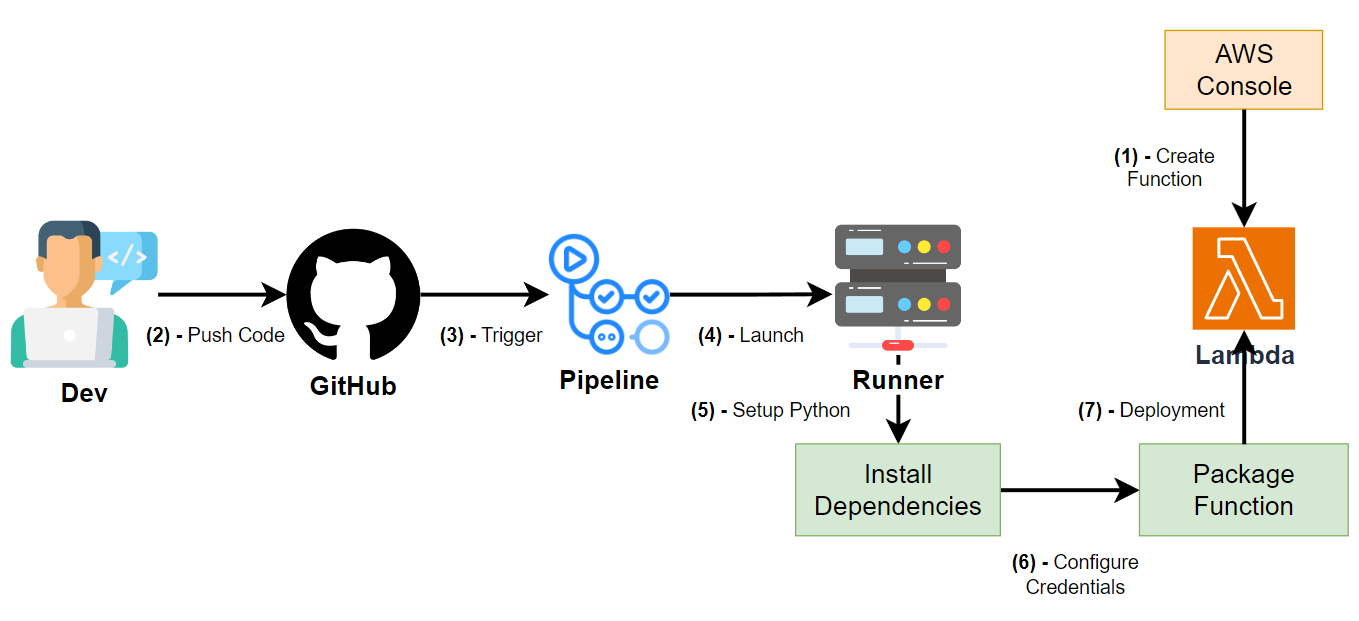 AWS
Console
(1) - Create
Function
</>
(2) - Push Code
(3) - Trigger
(4) - Launch
Lambda
Dev
GitHub
Pipeline
Runner
(5) - Setup Python
(7) - Deployment
Install
Dependencies
Package
Function
(6) - Configure
Credentials